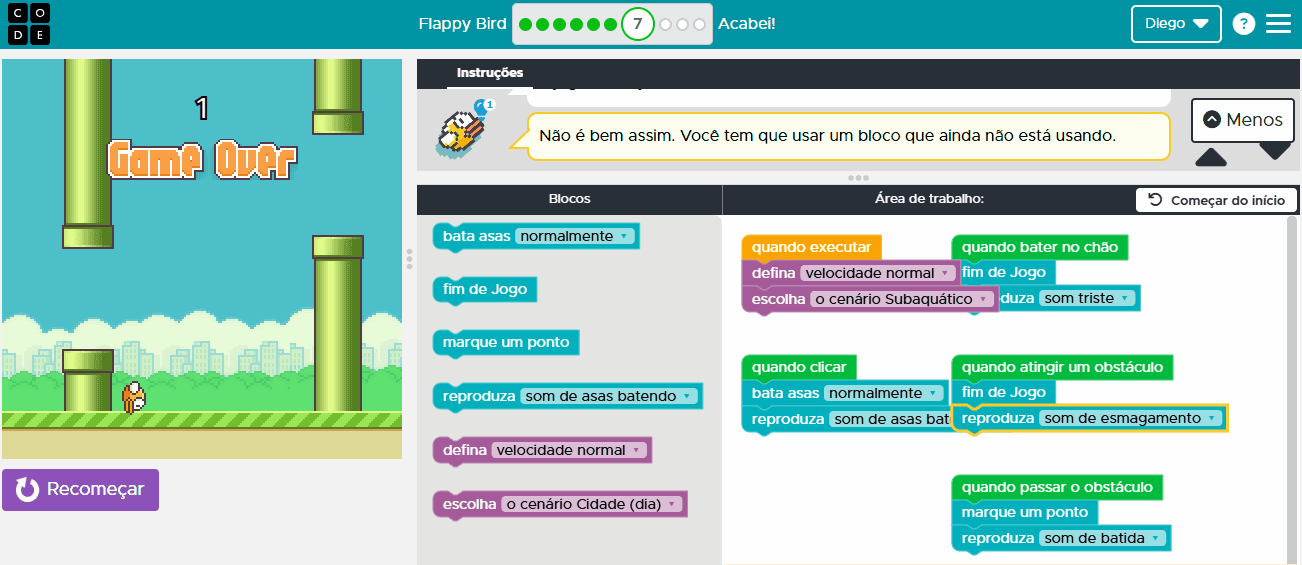 C O
D E
Flappy Bird 7 Acabei!
Diego ?
1
Game Over
Recomeçar
Instruções
1
Não é bem assim. Você tem que usar um bloco que ainda não está usando.
Menos
Blocos
Área de trabalho:
Começar do início
bata asas normalmente
fim de Jogo
marque um ponto
reproduza som de asas batendo
defina velocidade normal
escolha o cenário Cidade (dia)
quando executar
defina velocidade normal
escolha o cenário Subaquático
quando bater no chão
fim de Jogo
duza som triste
quando clicar
bata asas normalmente
reproduza som de asas bat
quando atingir um obstáculo
fim de Jogo
reproduza som de esmagamento
quando passar o obstáculo
marque um ponto
reproduza som de batida